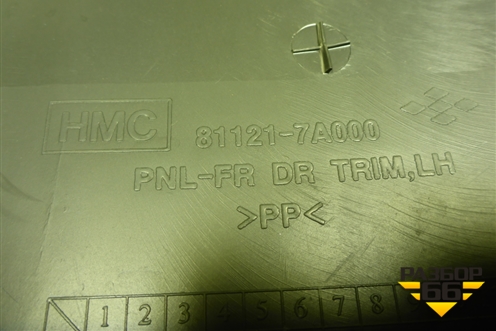 HMC 81121-7A000
PNL-FR DR TRIM,LH
>PP<
1 2 3 4 5 6 7 8
РАЗБОР
66